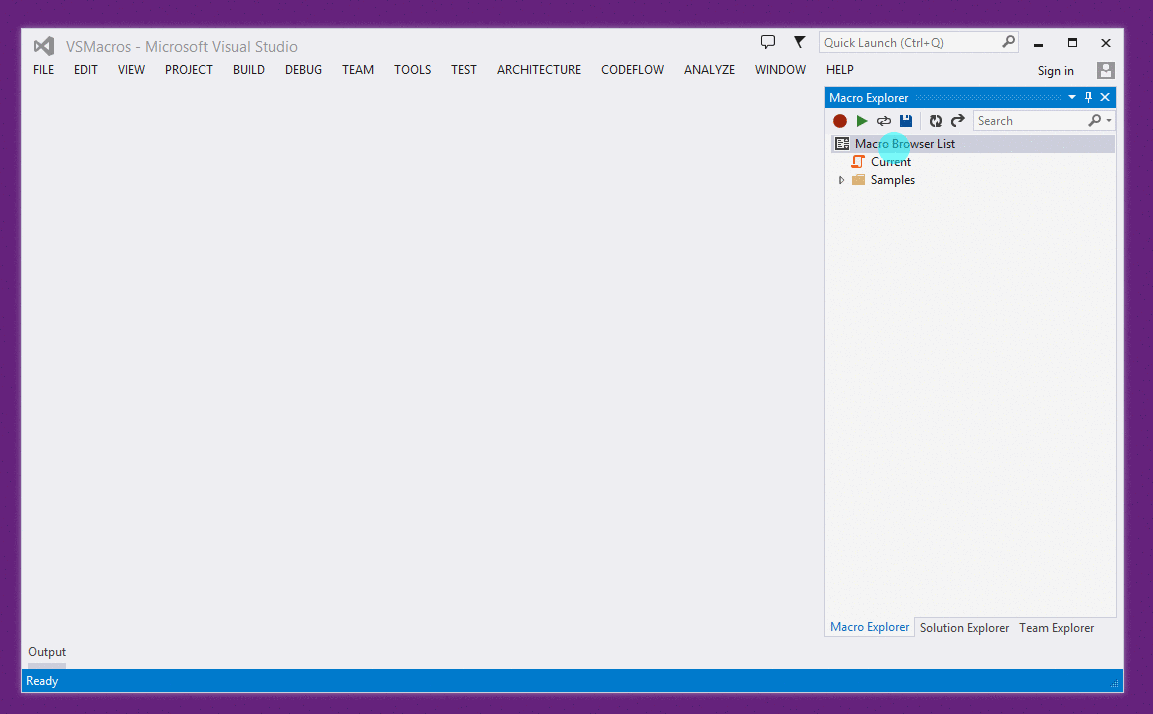 VSMacros - Microsoft Visual Studio
Quick Launch (Ctrl+Q)
FILE EDIT VIEW PROJECT BUILD DEBUG TEAM TOOLS TEST ARCHITECTURE CODEFLOW ANALYZE WINDOW HELP
Sign in
Macro Explorer
Search
Macro Browser List
Current
Samples
Macro Explorer Solution Explorer Team Explorer
Output
Ready